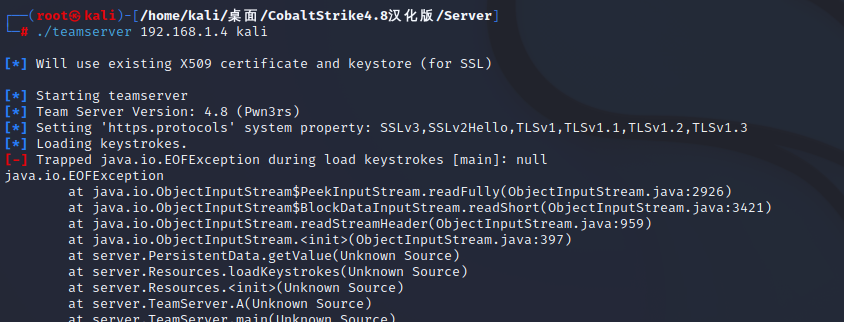 ┌──(root㉿kali)-[/home/kali/桌面/CobaltStrike4.8汉化版/Server]
└─# ./teamserver 192.168.1.4 kali
[*] Will use existing X509 certificate and keystore (for SSL)
[*] Starting teamserver
[*] Team Server Version: 4.8 (Pwn3rs)
[*] Setting 'https.protocols' system property: SSLv3,SSLv2Hello,TLSv1,TLSv1.1,TLSv1.2,TLSv1.3
[*] Loading keystrokes.
[-] Trapped java.io.EOFException during load keystrokes [main]: null
java.io.EOFException
at java.io.ObjectInputStream$PeekInputStream.readFully(ObjectInputStream.java:2926)
at java.io.ObjectInputStream$BlockDataInputStream.readShort(ObjectInputStream.java:3421)
at java.io.ObjectInputStream.readStreamHeader(ObjectInputStream.java:959)
at java.io.ObjectInputStream.<init>(ObjectInputStream.java:397)
at server.PersistentData.getValue(Unknown Source)
at server.Resources.loadKeystrokes(Unknown Source)
at server.Resources.<init>(Unknown Source)
at server.TeamServer.A(Unknown Source)
at server.TeamServer.main(Unknown Source)